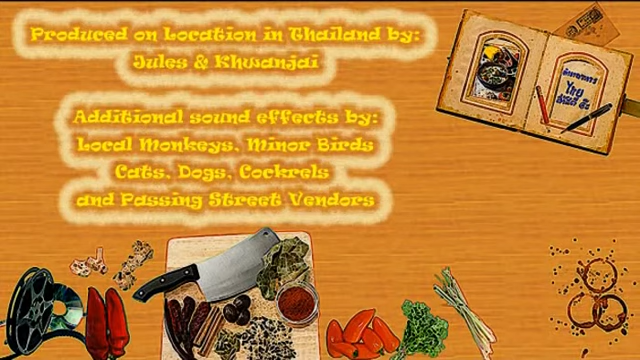 Produced on Location in Thailand by:
Jules & Khwanjai
Additional sound effects by:
Local Monkeys, Minor Birds
Cats, Dogs, Cockrels
and Passing Street Vendors